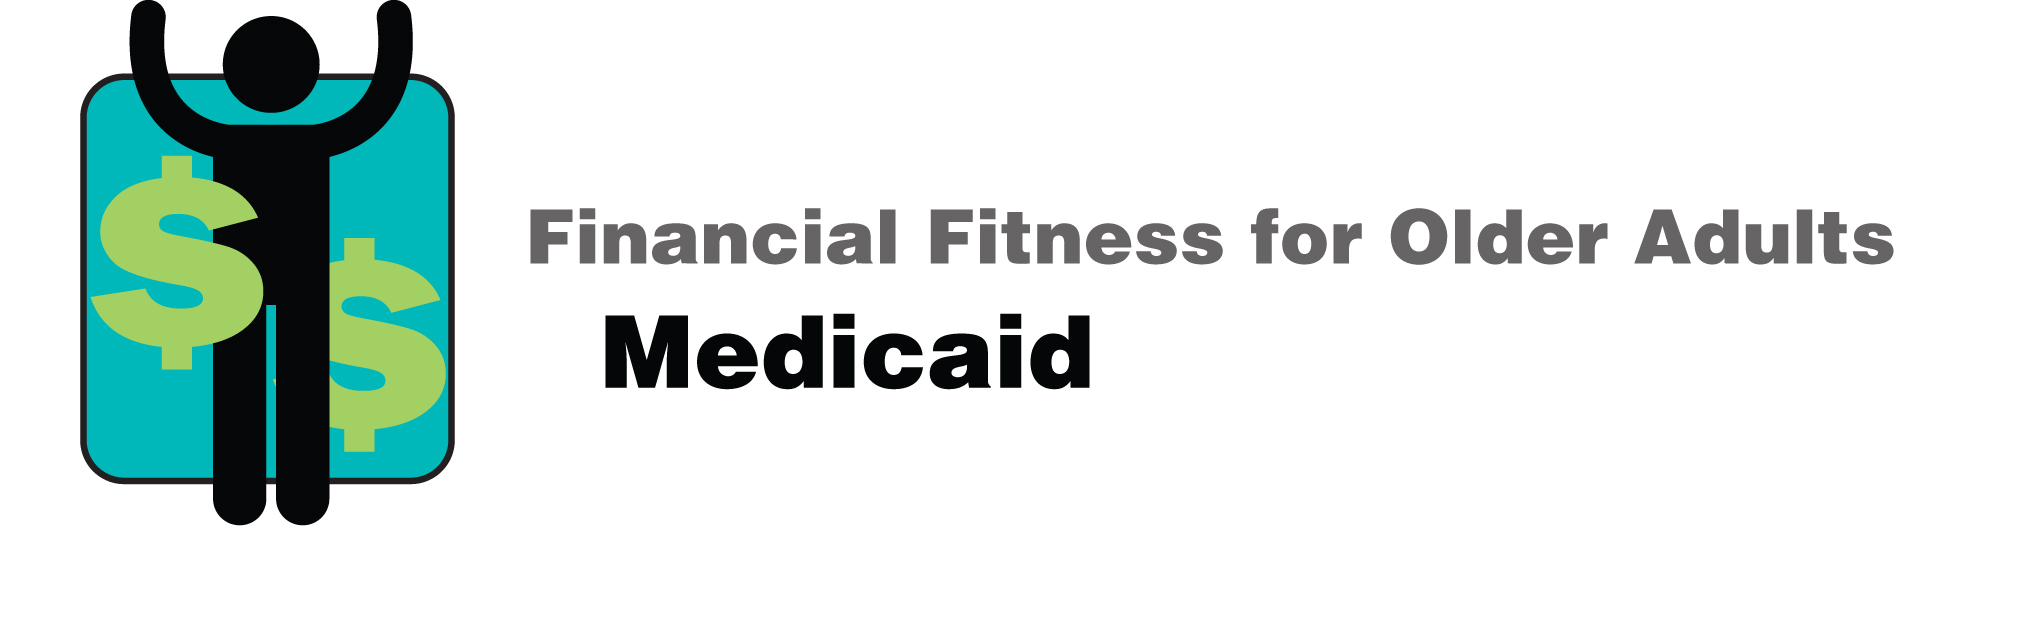 $
$
Financial Fitness for Older Adults
Medicaid